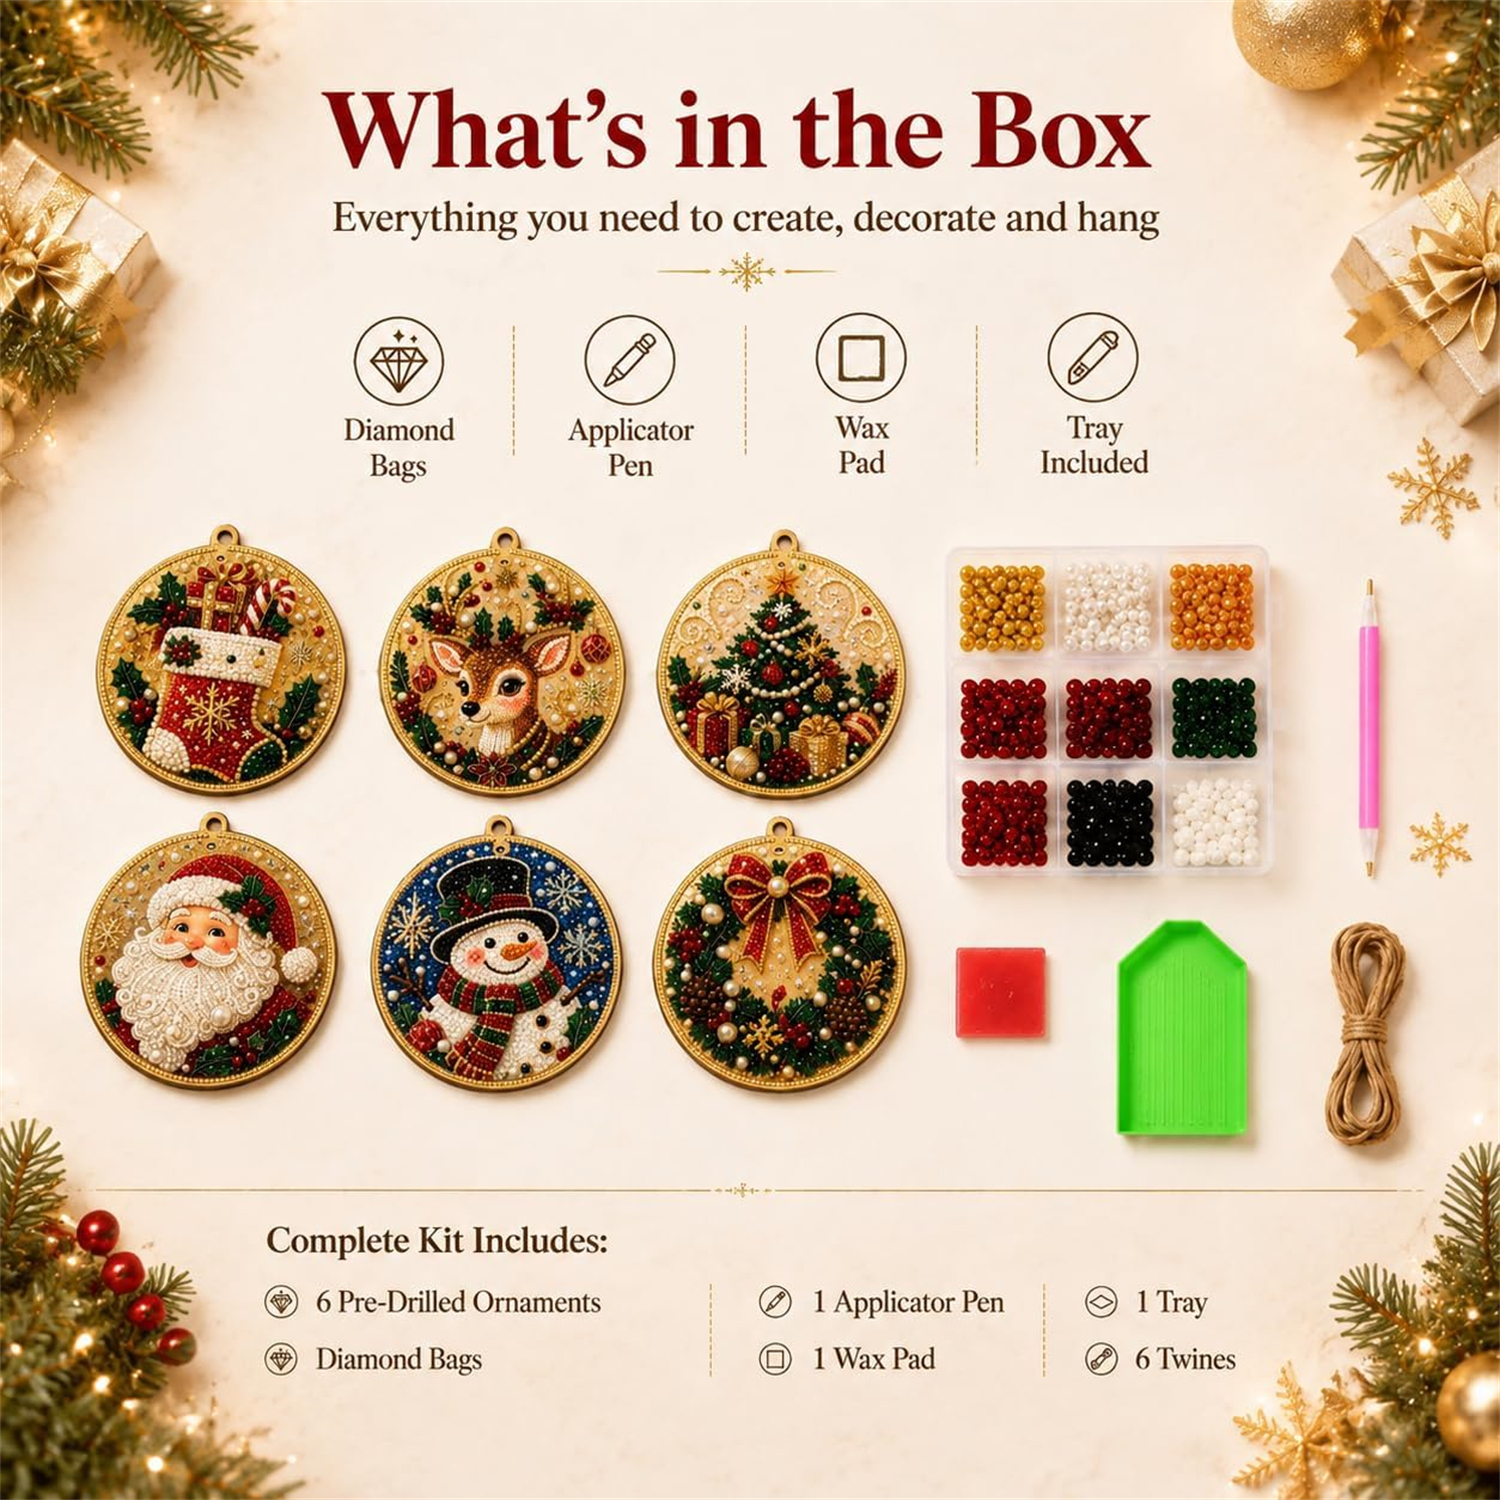 What's in the Box
Everything you need to create, decorate and hang
Diamond
Bags
Applicator
Pen
Wax
Pad
Tray
Included
Complete Kit Includes:
6 Pre-Drilled Ornaments
1 Applicator Pen
1 Tray
Diamond Bags
1 Wax Pad
6 Twines